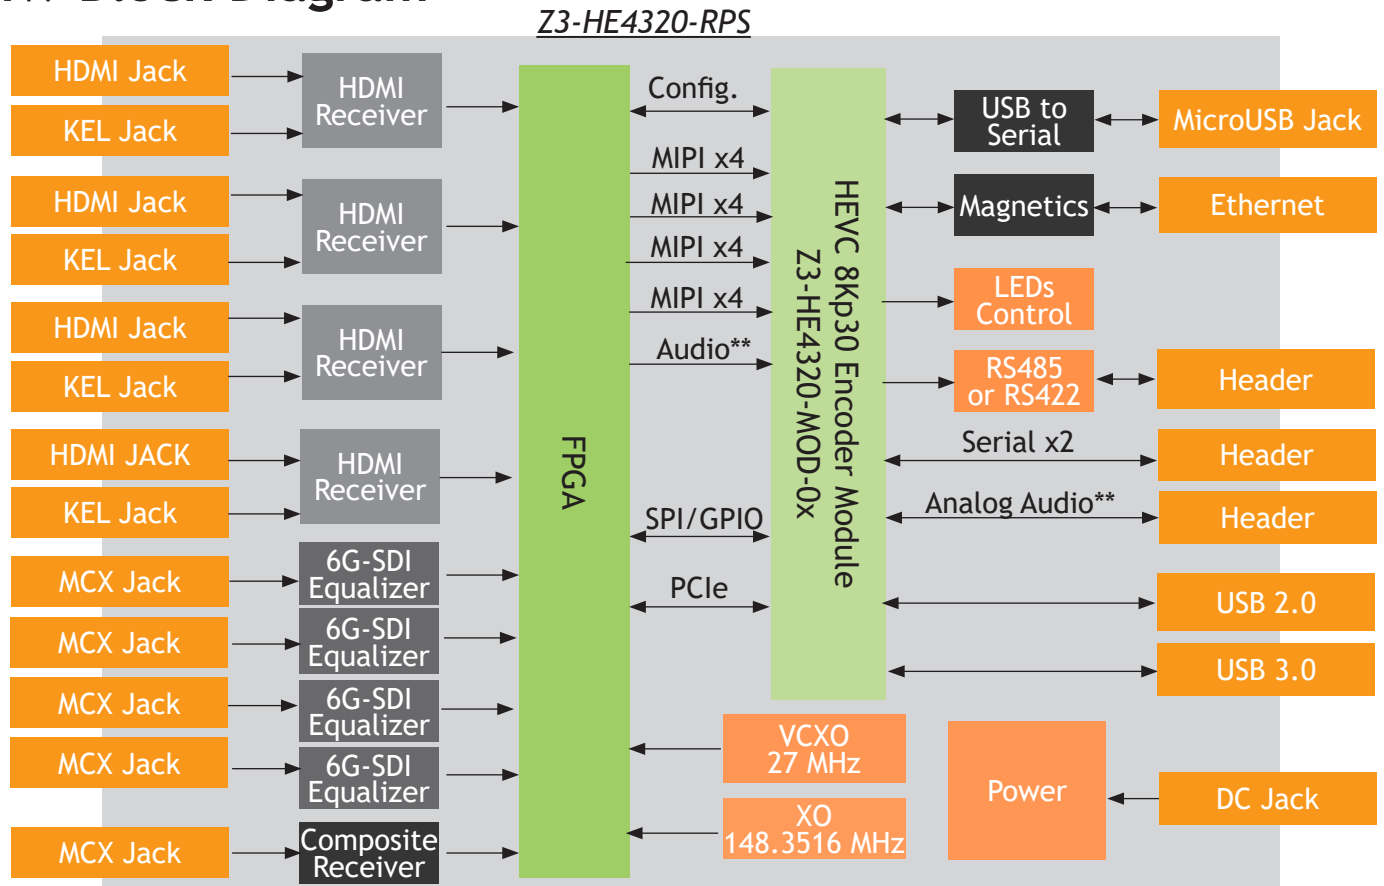 Block Diagram
Z3-HE4320-RPS
HDMI Jack
KEL Jack
HDMI
Receiver
HDMI Jack
KEL Jack
HDMI
Receiver
HDMI Jack
KEL Jack
HDMI
Receiver
HDMI JACK
KEL Jack
HDMI
Receiver
MCX Jack
6G-SDI
Equalizer
MCX Jack
6G-SDI
Equalizer
MCX Jack
6G-SDI
Equalizer
MCX Jack
6G-SDI
Equalizer
MCX Jack
Composite
Receiver
FPGA
Config.
MIPI x4
MIPI x4
MIPI x4
MIPI x4
Audio**
SPI/GPIO
PCIe
HEVC 8Kp30 Encoder Module
Z3-HE4320-MOD-0x
VCXO
27 MHz
XO
148.3516 MHz
USB to
Serial
MicroUSB Jack
Magnetics
Ethernet
LEDs
Control
RS485
or RS422
Header
Serial x2
Header
Analog Audio**
Header
USB 2.0
USB 3.0
Power
DC Jack